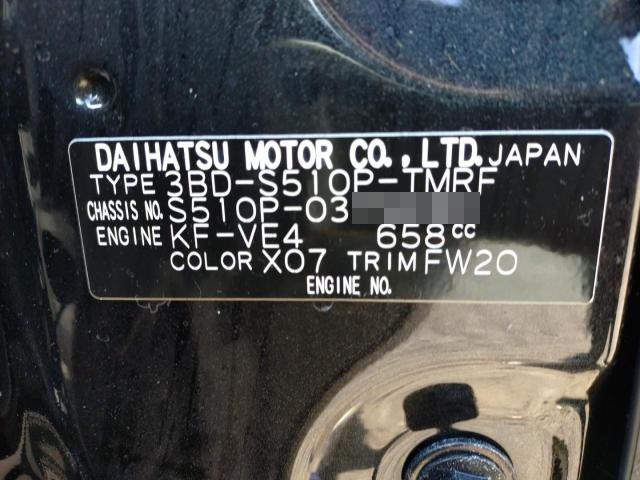 DAIHATSU MOTOR CO., LTD. JAPAN
TYPE 3BD-S510P-TMRF
CHASSIS NO. S510P-03
ENGINE KF-VE4 658cc
COLOR X07 TRIM FW20
ENGINE NO.